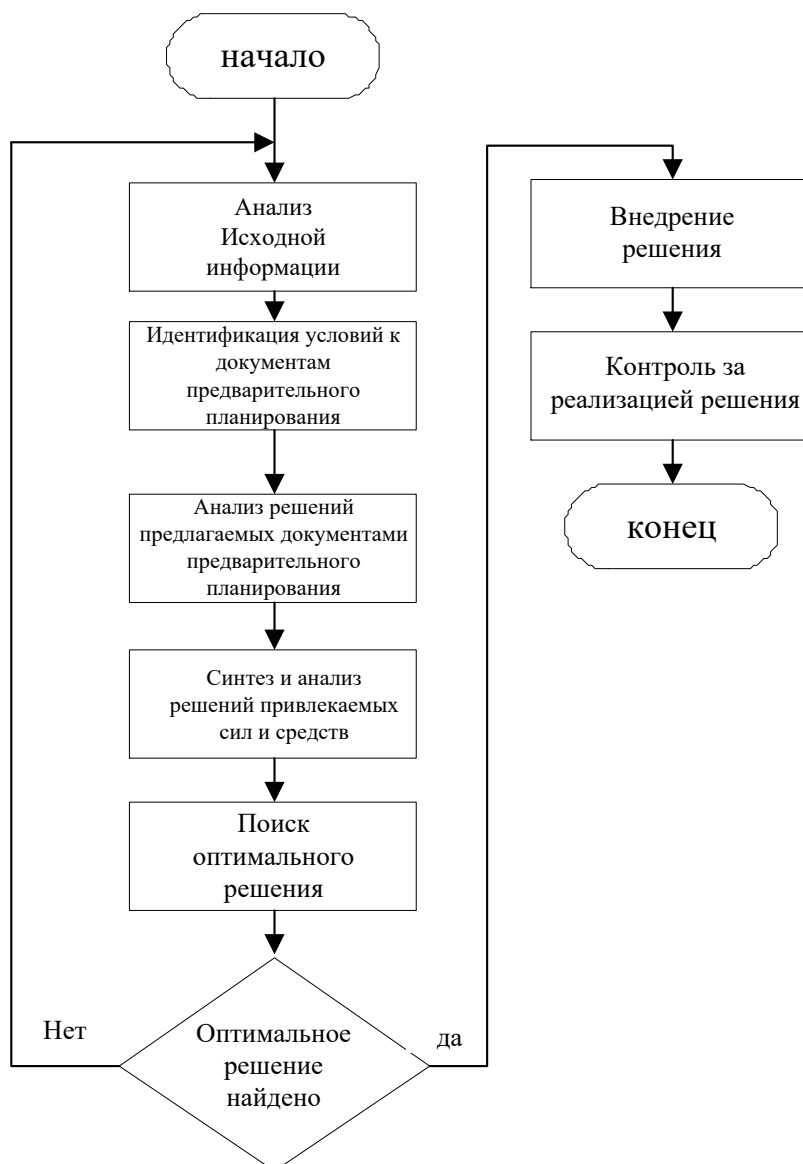 начало
Анализ
Исходной
информации
Идентификация условий к
документам
предварительного
планирования
Анализ решений
предлагаемых документами
предварительного
планирования
Синтез и анализ
решений привлекаемых
сил и средств
Поиск
оптимального
решения
Оптимальное
решение
найдено
Нет
да
Внедрение
решения
Контроль за
реализацией решения
конец